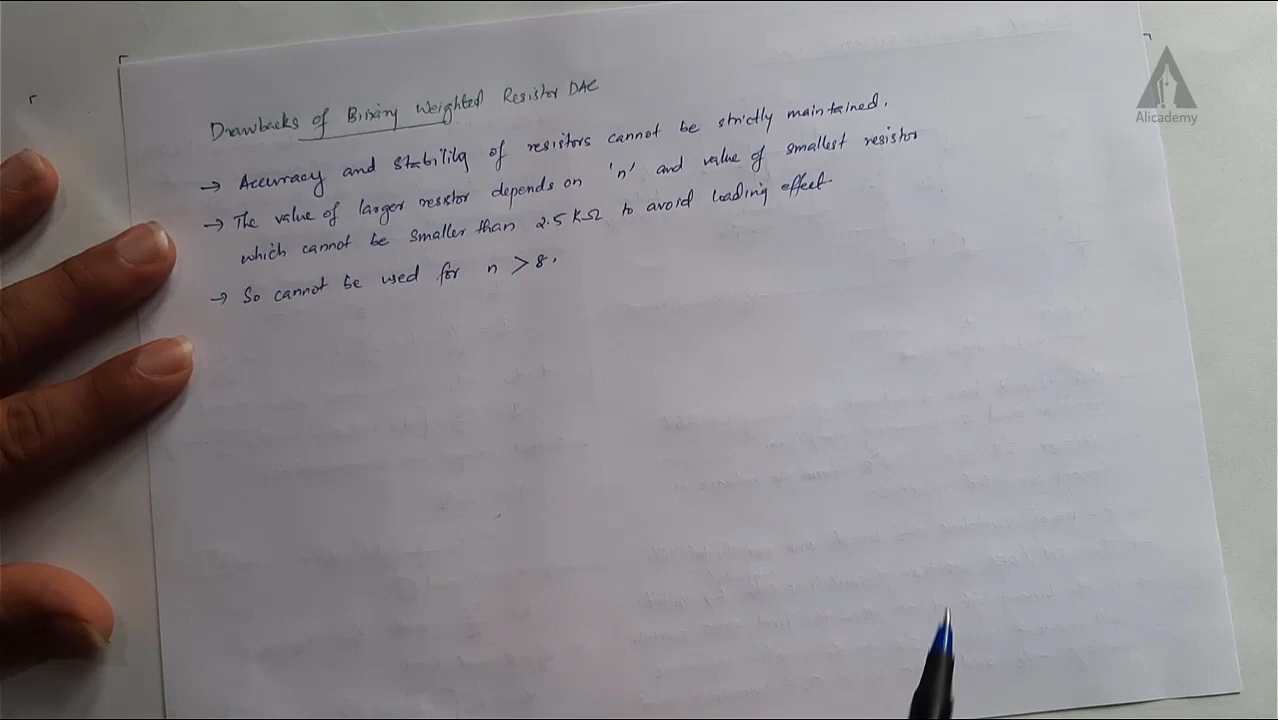 Alicademy
Drawbacks of Binary Weighted Resistor DAC
→ Accuracy and stability of resistors cannot be strictly maintained.
→ The value of larger resistor depends on 'n' and value of smallest resistor
which cannot be smaller than 2.5 KΩ to avoid loading effect
→ So cannot be used for n > 8.